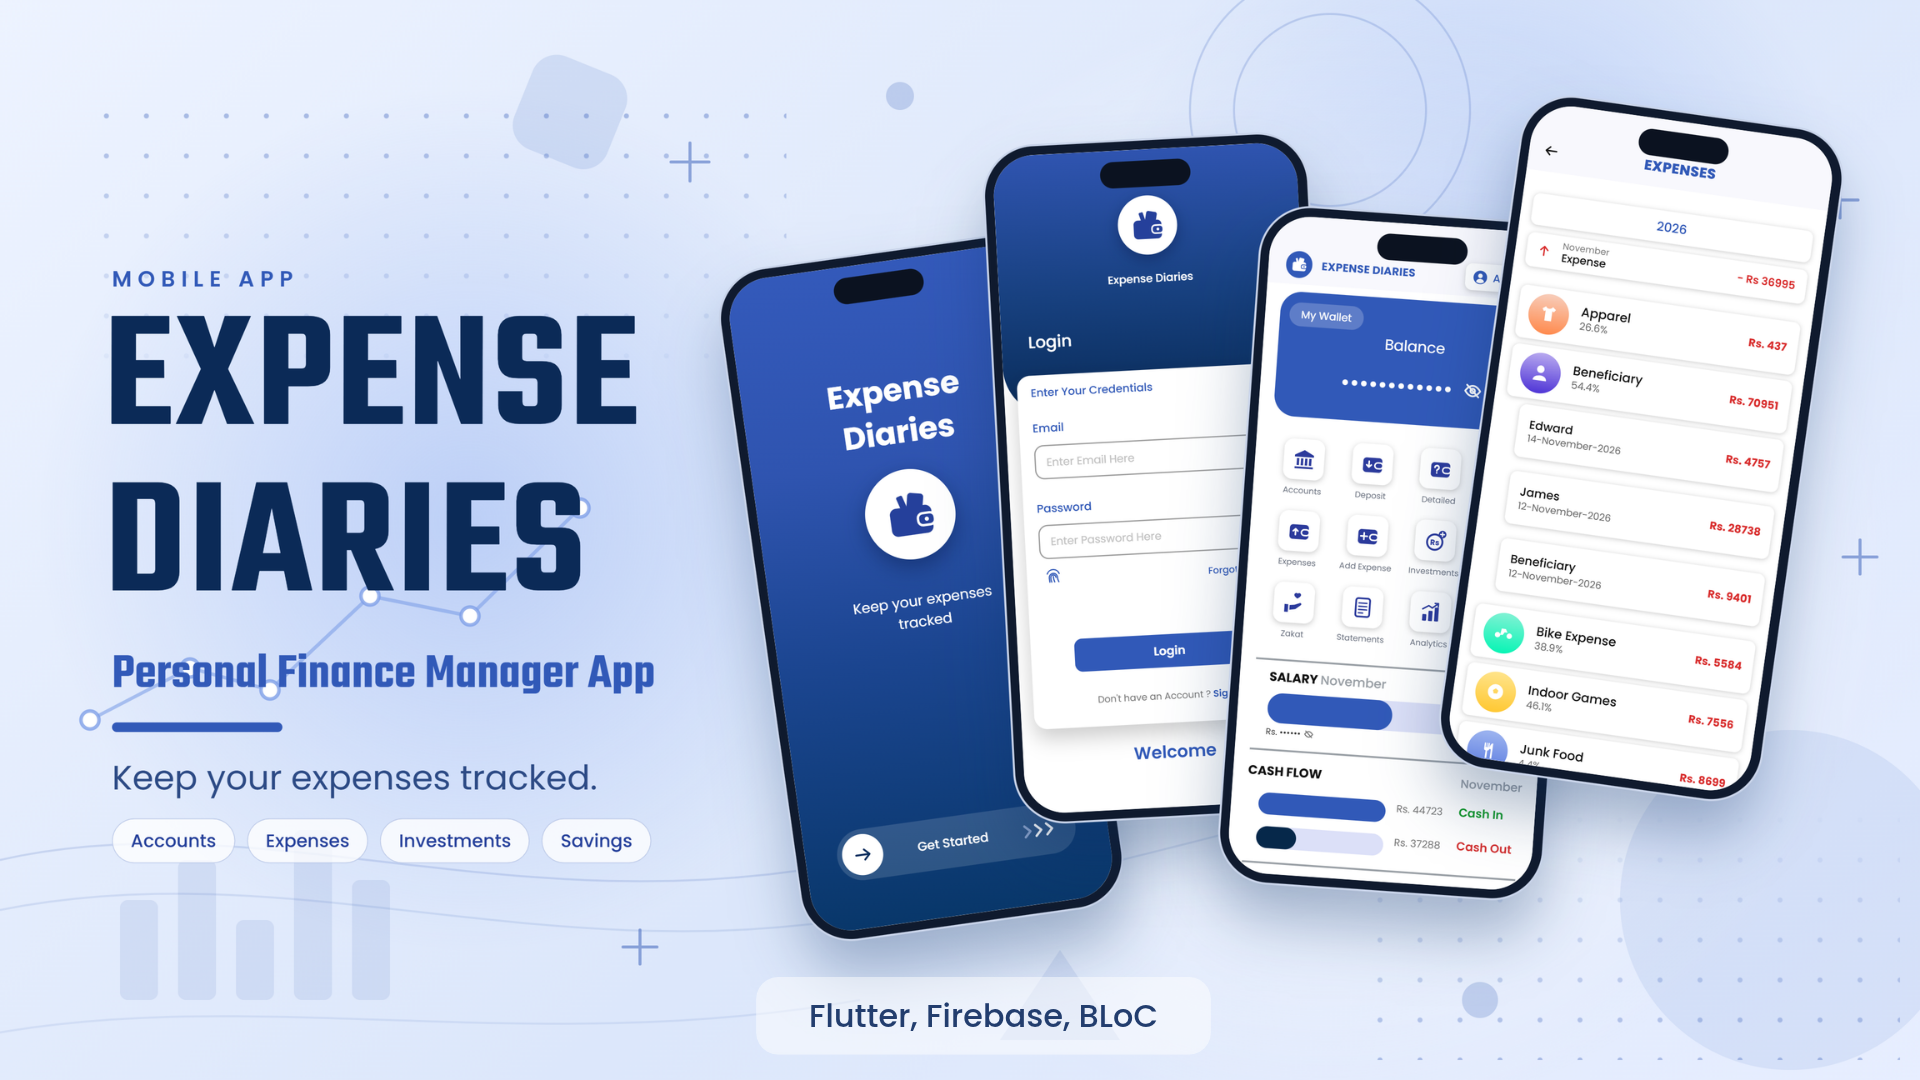 MOBILE APP
EXPENSE
DIARIES
Personal Finance Manager App
Keep your expenses tracked.
Accounts
Expenses
Investments
Savings
Expense
Diaries
Keep your expenses
tracked
Get Started
Expense Diaries
Login
Enter Your Credentials
Email
Enter Email Here
Password
Enter Password Here
Login
Don't have an Account ?
Welcome
EXPENSE DIARIES
My Wallet
Balance
Accounts
Deposit
Detailed
Expenses
Add Expense
Investments
Zakat
Statements
Analytics
SALARY November
Rs. ••••••
CASH FLOW
November
Rs. 44723 Cash In
Rs. 37288 Cash Out
EXPENSES
2026
November
Expense
- Rs 36995
Apparel
26.6%
Rs. 437
Beneficiary
54.4%
Rs. 70951
Edward
14-November-2026
Rs. 4757
James
12-November-2026
Rs. 28738
Beneficiary
12-November-2026
Rs. 9401
Bike Expense
38.9%
Rs. 5584
Indoor Games
46.1%
Rs. 7556
Junk Food
Rs. 8699
Flutter, Firebase, BLoC